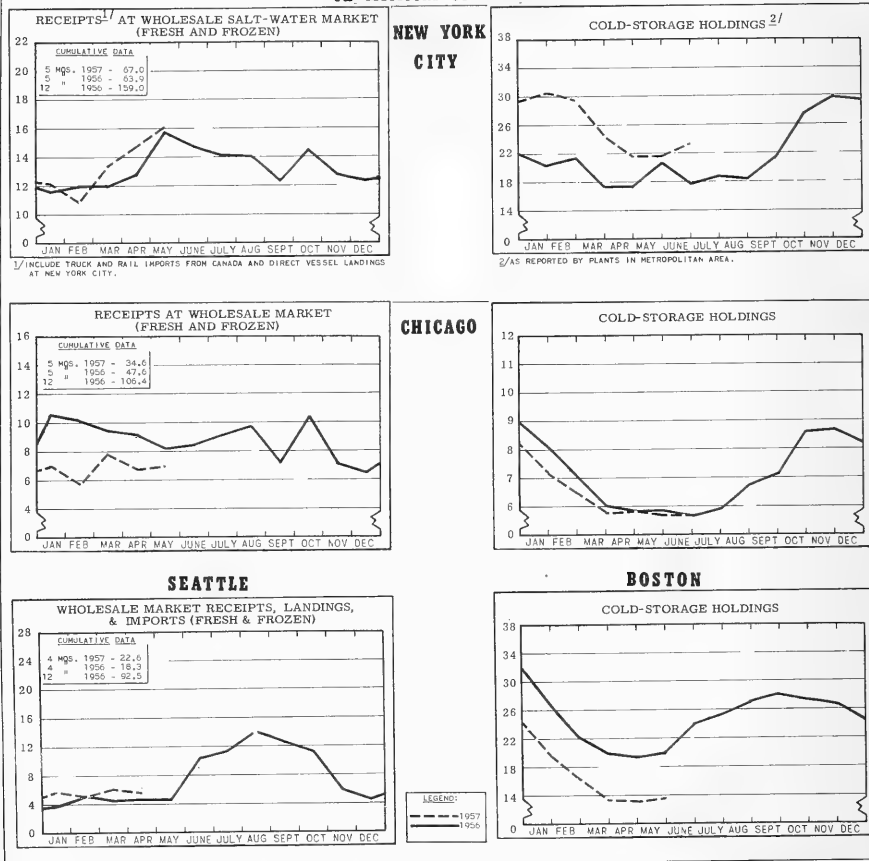 RECEIPTS1/ AT WHOLESALE SALT-WATER MARKET
(FRESH AND FROZEN)
CUMULATIVE DATA
5 MOS. 1957 - 67.0
5 " 1956 - 63.9
12 " 1956 - 159.0
22
20
18
16
14
12
10
0
JAN FEB MAR APR MAY JUNE JULY AUG SEPT OCT NOV DEC
1/INCLUDE TRUCK AND RAIL IMPORTS FROM CANADA AND DIRECT VESSEL LANDINGS
AT NEW YORK CITY.
NEW YORK
CITY
COLD-STORAGE HOLDINGS 2/
38
34
30
26
22
18
14
0
JAN FEB MAR APR MAY JUNE JULY AUG SEPT OCT NOV DEC
2/AS REPORTED BY PLANTS IN METROPOLITAN AREA.
RECEIPTS AT WHOLESALE MARKET
(FRESH AND FROZEN)
CUMULATIVE DATA
5 MOS. 1957 - 34.6
5 " 1956 - 47.6
12 " 1956 - 106.4
16
14
12
10
8
6
4
0
JAN FEB MAR APR MAY JUNE JULY AUG SEPT OCT NOV DEC
CHICAGO
COLD-STORAGE HOLDINGS
12
11
10
9
8
7
6
0
JAN FEB MAR APR MAY JUNE JULY AUG SEPT OCT NOV DEC
SEATTLE
WHOLESALE MARKET RECEIPTS, LANDINGS,
& IMPORTS (FRESH & FROZEN)
CUMULATIVE DATA
4 MOS. 1957 - 22.6
4 " 1956 - 18.3
12 " 1956 - 92.5
28
24
20
16
12
8
4
0
JAN FEB MAR APR MAY JUNE JULY AUG SEPT OCT NOV DEC
LEGEND:
1957
1956
BOSTON
COLD-STORAGE HOLDINGS
38
34
30
26
22
18
14
0
JAN FEB MAR APR MAY JUNE JULY AUG SEPT OCT NOV DEC